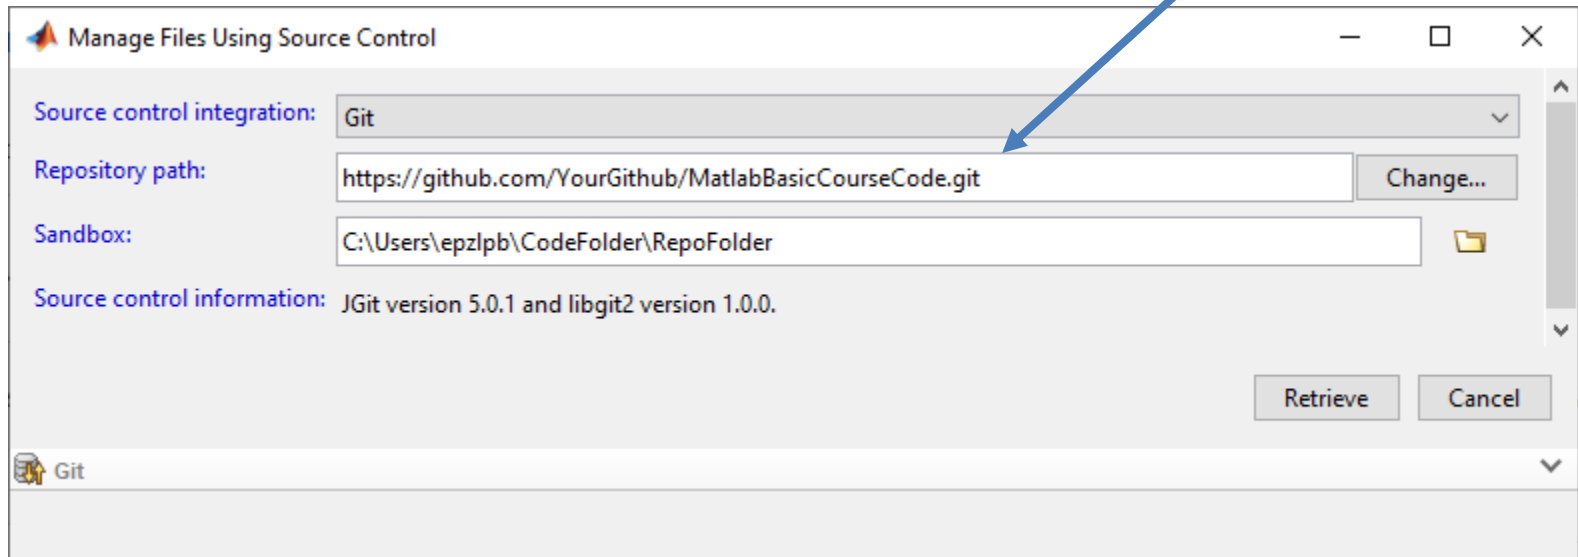 Manage Files Using Source Control
Source control integration: Git
Repository path: https://github.com/YourGithub/MatlabBasicCourseCode.git Change...
Sandbox: C:\Users\epzlpb\CodeFolder\RepoFolder
Source control information: JGit version 5.0.1 and libgit2 version 1.0.0.
Retrieve Cancel
Git